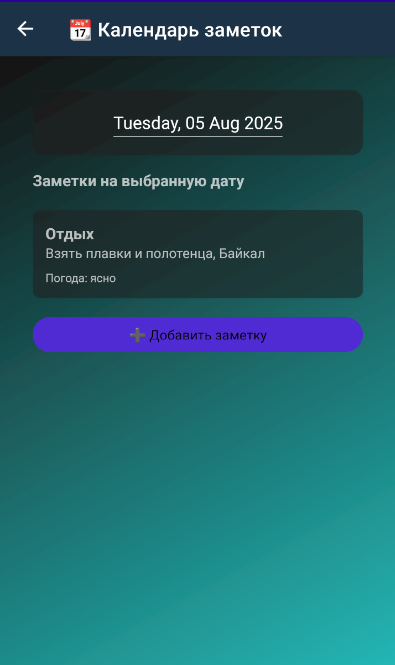 📅 Календарь заметок
Tuesday, 05 Aug 2025
Заметки на выбранную дату
Отдых
Взять плавки и полотенца, Байкал
Погода: ясно
➕ Добавить заметку